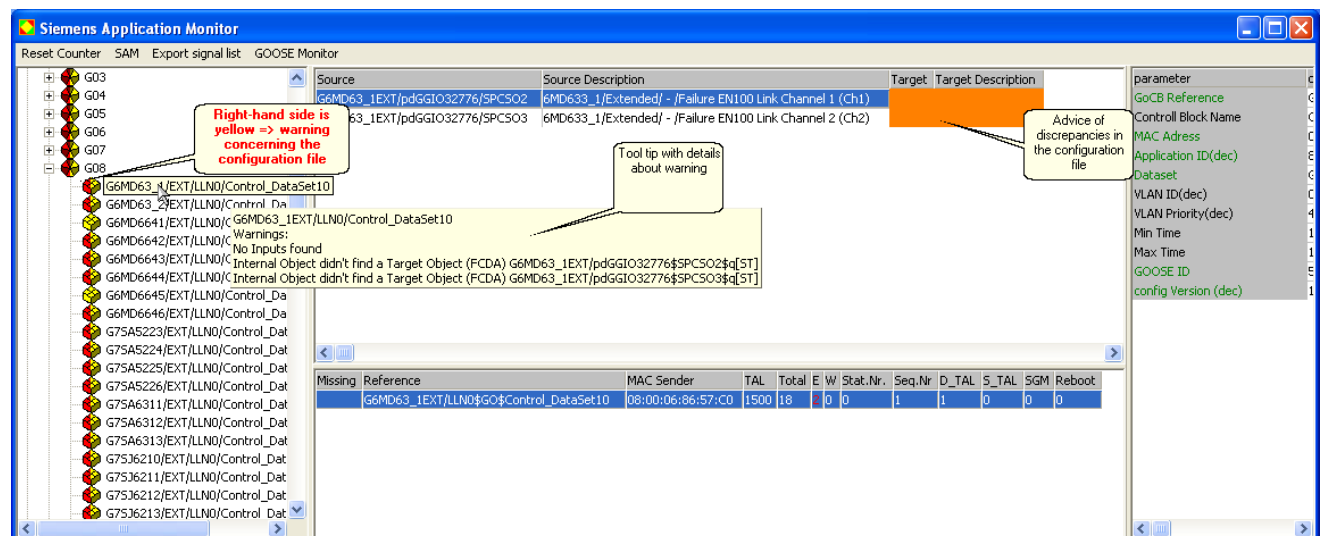 Siemens Application Monitor
Reset Counter SAM Export signal list GOOSE Monitor
G03
G04
G05
G06
G07
G08
G6MD63_1/EXT/LLN0/Control_DataSet10
G6MD63_2/EXT/LLN0/Control_Da
G6MD6641/EXT/LLN0/C
G6MD6642/EXT/LLN0/C
G6MD6643/EXT/LLN0/C
G6MD6644/EXT/LLN0/C
G6MD6645/EXT/LLN0/Control_Da
G6MD6646/EXT/LLN0/Control_Da
G7SA5223/EXT/LLN0/Control_Dat
G7SA5224/EXT/LLN0/Control_Dat
G7SA5225/EXT/LLN0/Control_Dat
G7SA5226/EXT/LLN0/Control_Dat
G7SA6311/EXT/LLN0/Control_Dat
G7SA6312/EXT/LLN0/Control_Dat
G7SA6313/EXT/LLN0/Control_Dat
G7SJ6210/EXT/LLN0/Control_Dat
G7SJ6211/EXT/LLN0/Control_Dat
G7SJ6212/EXT/LLN0/Control_Dat
G7SJ6213/EXT/LLN0/Control_Dat
Right-hand side is
yellow => warning
concerning the
configuration file
Source Source Description Target Target Description
G6MD63_1EXT/pdGGIO32776/SPCSO2 6MD633_1/Extended/ - /Failure EN100 Link Channel 1 (Ch1)
63_1EXT/pdGGIO32776/SPCSO3 6MD633_1/Extended/ - /Failure EN100 Link Channel 2 (Ch2)
Tool tip with details
about warning
Advice of
discrepancies in
the configuration
file
G6MD63_1EXT/LLN0/Control_DataSet10
Warnings:
No Inputs found
Internal Object didn't find a Target Object (FCDA) G6MD63_1EXT/pdGGIO32776$SPCSO2$q[ST]
Internal Object didn't find a Target Object (FCDA) G6MD63_1EXT/pdGGIO32776$SPCSO3$q[ST]
Missing Reference MAC Sender TAL Total E W Stat.Nr. Seq.Nr D_TAL S_TAL SGM Reboot
G6MD63_1EXT/LLN0$GO$Control_DataSet10 08:00:06:86:57:C0 1500 18 2 0 0 1 1 0 0 0
parameter
GoCB Reference
Controll Block Name
MAC Adress
Application ID(dec)
Dataset
VLAN ID(dec)
VLAN Priority(dec) 4
Min Time 1
Max Time 1
GOOSE ID
config Version (dec) 1